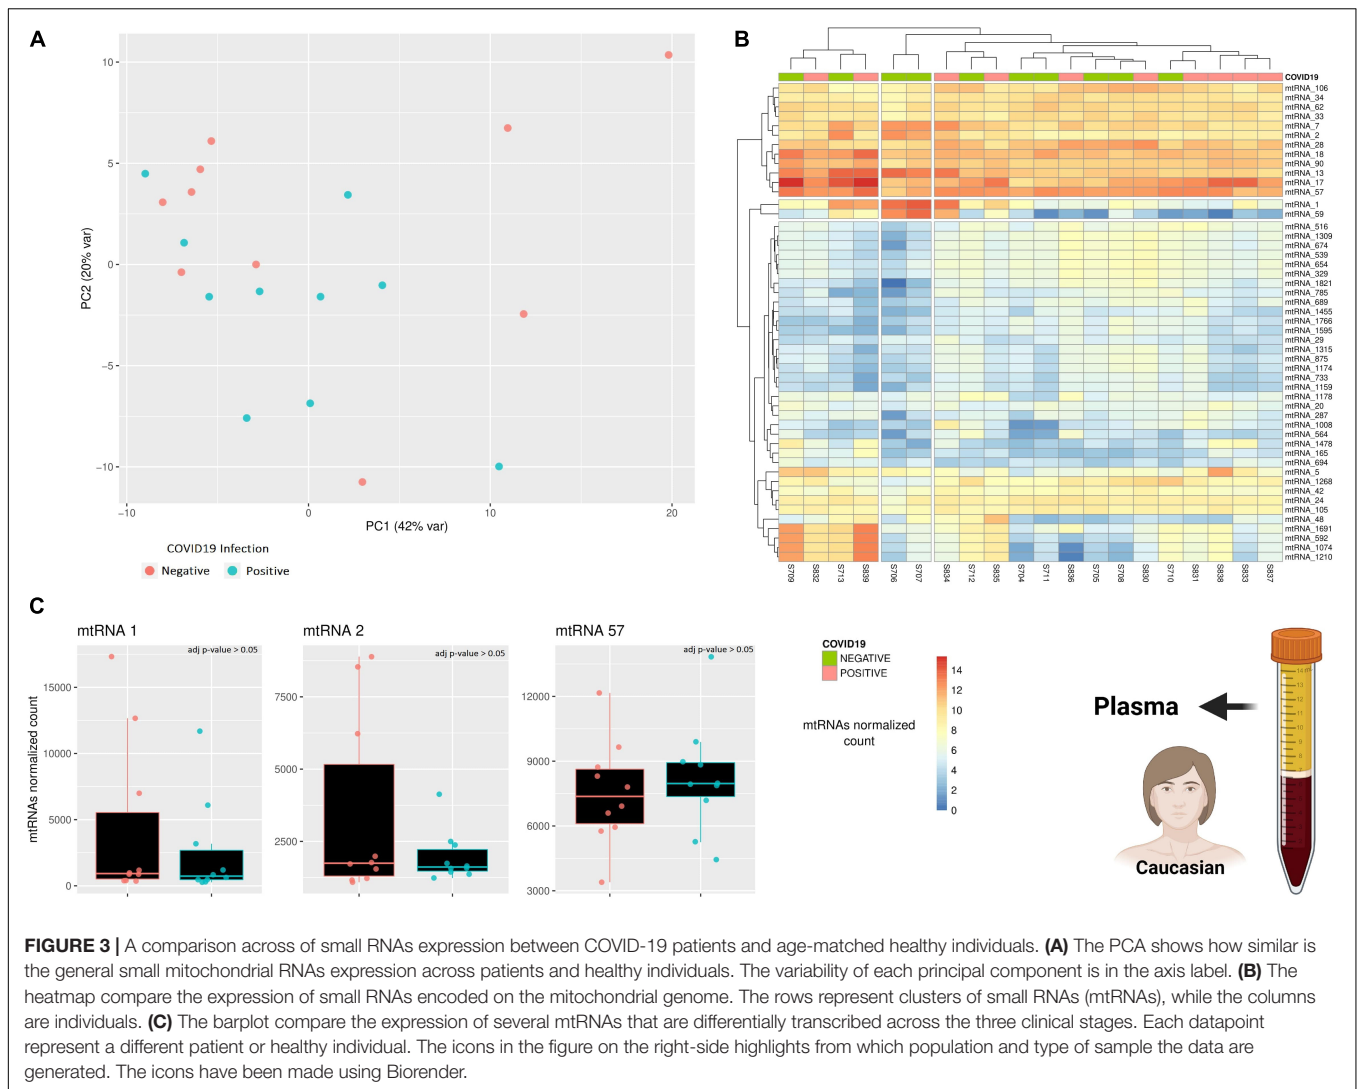 A
10
5
0
−5
−10
PC2 (20% var)
−10
0
10
20
PC1 (42% var)
COVID19 Infection
Negative
Positive
B
COVID19
mtRNA_106
mtRNA_34
mtRNA_62
mtRNA_33
mtRNA_7
mtRNA_2
mtRNA_28
mtRNA_18
mtRNA_90
mtRNA_13
mtRNA_17
mtRNA_57
mtRNA_1
mtRNA_59
mtRNA_516
mtRNA_1309
mtRNA_674
mtRNA_539
mtRNA_654
mtRNA_329
mtRNA_1821
mtRNA_785
mtRNA_689
mtRNA_1455
mtRNA_1766
mtRNA_1595
mtRNA_29
mtRNA_1315
mtRNA_875
mtRNA_1174
mtRNA_733
mtRNA_1159
mtRNA_1178
mtRNA_20
mtRNA_287
mtRNA_1008
mtRNA_564
mtRNA_1478
mtRNA_165
mtRNA_694
mtRNA_5
mtRNA_1268
mtRNA_42
mtRNA_24
mtRNA_105
mtRNA_48
mtRNA_1691
mtRNA_592
mtRNA_1074
mtRNA_1210
S709
S832
S713
S839
S706
S707
S834
S712
S835
S704
S711
S836
S705
S708
S830
S710
S831
S838
S833
S837
C
mtRNA 1
adj p-value > 0.05
15000
10000
5000
0
mtRNAs normalized count
mtRNA 2
adj p-value > 0.05
7500
5000
2500
mtRNA 57
adj p-value > 0.05
12000
9000
6000
3000
COVID19
NEGATIVE
POSITIVE
mtRNAs normalized
count
14
12
10
8
6
4
2
0
Plasma
Caucasian
FIGURE 3 | A comparison across of small RNAs expression between COVID-19 patients and age-matched healthy individuals. (A) The PCA shows how similar is
the general small mitochondrial RNAs expression across patients and healthy individuals. The variability of each principal component is in the axis label. (B) The
heatmap compare the expression of small RNAs encoded on the mitochondrial genome. The rows represent clusters of small RNAs (mtRNAs), while the columns
are individuals. (C) The barplot compare the expression of several mtRNAs that are differentially transcribed across the three clinical stages. Each datapoint
represent a different patient or healthy individual. The icons in the figure on the right-side highlights from which population and type of sample the data are
generated. The icons have been made using Biorender.